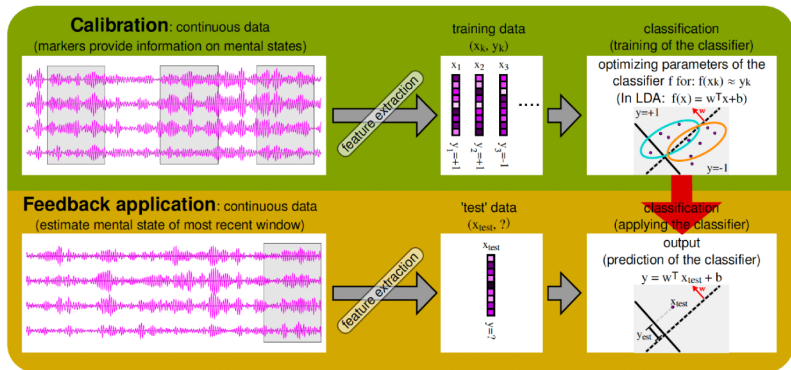 Calibration: continuous data
(markers provide information on mental states)
feature extraction
training data
(xk, yk)
x1 x2 x3
....
y1=+1 y2=+1 y3=-1
classification
(training of the classifier)
optimizing parameters of the
classifier f for: f(xk) ≈ yk
(In LDA: f(x) = wTx+b)
y=+1
w
y=-1
Feedback application: continuous data
(estimate mental state of most recent window)
feature extraction
'test' data
(xtest, ?)
xtest
y=?
classification
(applying the classifier)
output
(prediction of the classifier)
y = wT xtest + b
w
xtest
yest